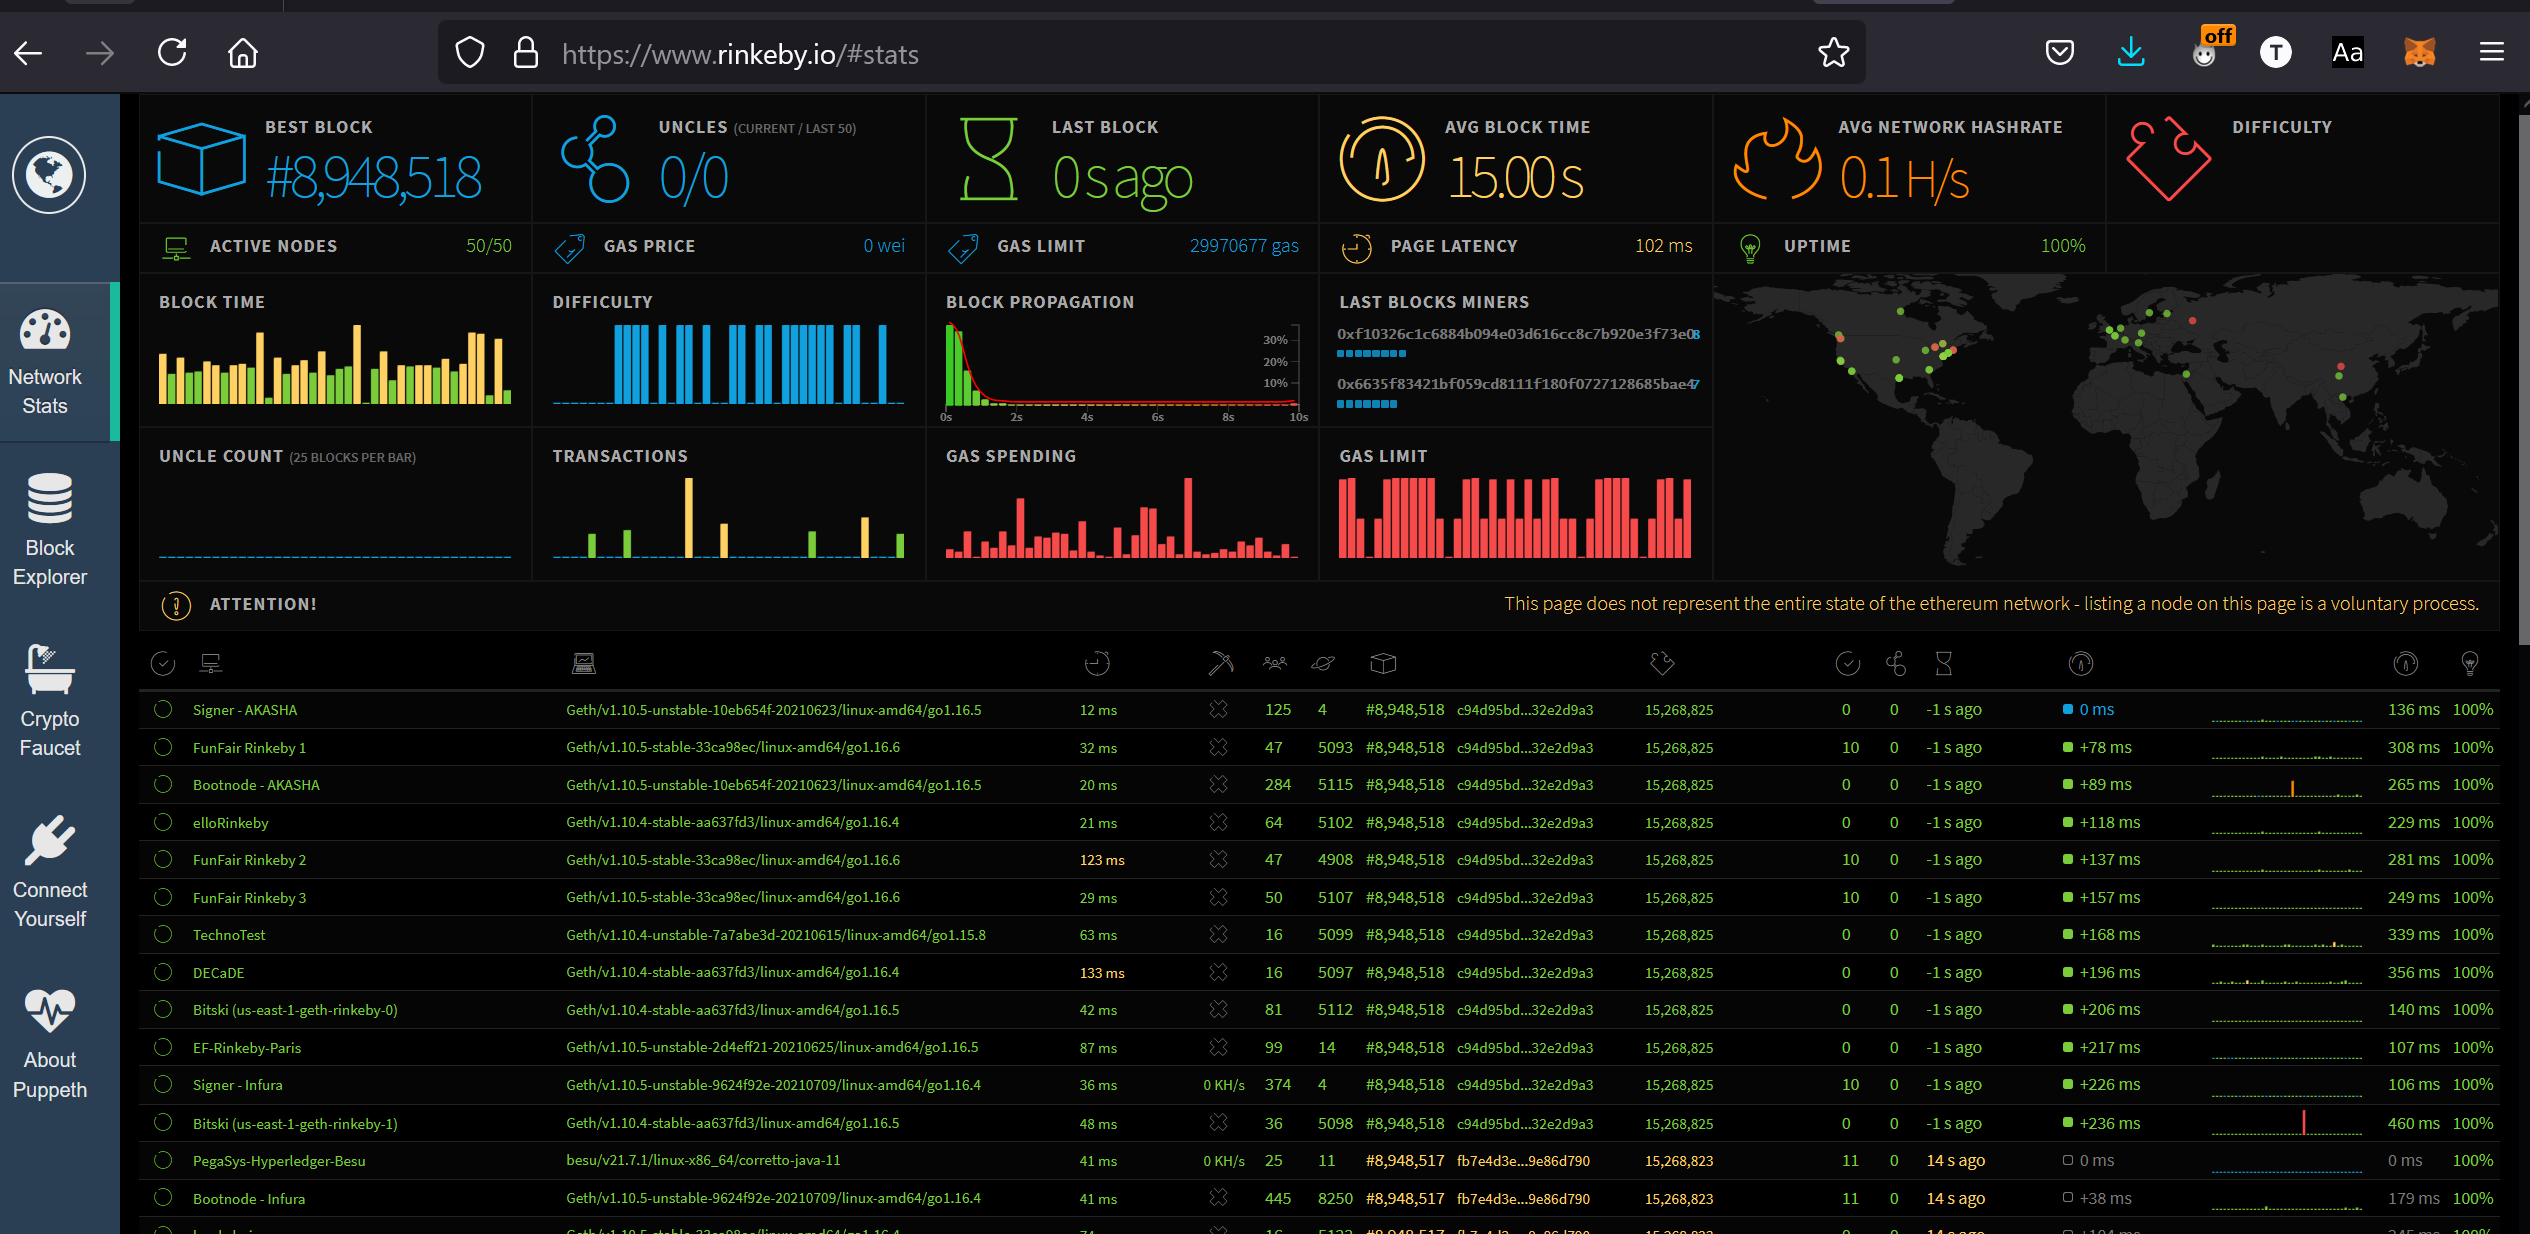 https://www.rinkeby.io/#stats
off
T
Aa
Network Stats
Block Explorer
Crypto Faucet
Connect Yourself
About Puppeth
BEST BLOCK
#8,948,518
UNCLES (CURRENT / LAST 50)
0/0
LAST BLOCK
0 s ago
AVG BLOCK TIME
15.00 s
AVG NETWORK HASHRATE
0.1 H/s
DIFFICULTY
ACTIVE NODES 50/50
GAS PRICE 0 wei
GAS LIMIT 29970677 gas
PAGE LATENCY 102 ms
UPTIME 100%
BLOCK TIME
DIFFICULTY
BLOCK PROPAGATION
30%
20%
10%
0s 2s 4s 6s 8s 10s
LAST BLOCKS MINERS
0xf10326c1c6884b094e03d616cc8c7b920e3f73e0 8
0x6635f83421bf059cd8111f180f0727128685bae4 7
UNCLE COUNT (25 BLOCKS PER BAR)
TRANSACTIONS
GAS SPENDING
GAS LIMIT
ATTENTION!
This page does not represent the entire state of the ethereum network - listing a node on this page is a voluntary process.
Signer - AKASHA Geth/v1.10.5-unstable-10eb654f-20210623/linux-amd64/go1.16.5 12 ms 125 4 #8,948,518 c94d95bd...32e2d9a3 15,268,825 0 0 -1 s ago 0 ms 136 ms 100%
FunFair Rinkeby 1 Geth/v1.10.5-stable-33ca98ec/linux-amd64/go1.16.6 32 ms 47 5093 #8,948,518 c94d95bd...32e2d9a3 15,268,825 10 0 -1 s ago +78 ms 308 ms 100%
Bootnode - AKASHA Geth/v1.10.5-unstable-10eb654f-20210623/linux-amd64/go1.16.5 20 ms 284 5115 #8,948,518 c94d95bd...32e2d9a3 15,268,825 0 0 -1 s ago +89 ms 265 ms 100%
elloRinkeby Geth/v1.10.4-stable-aa637fd3/linux-amd64/go1.16.4 21 ms 64 5102 #8,948,518 c94d95bd...32e2d9a3 15,268,825 0 0 -1 s ago +118 ms 229 ms 100%
FunFair Rinkeby 2 Geth/v1.10.5-stable-33ca98ec/linux-amd64/go1.16.6 123 ms 47 4908 #8,948,518 c94d95bd...32e2d9a3 15,268,825 10 0 -1 s ago +137 ms 281 ms 100%
FunFair Rinkeby 3 Geth/v1.10.5-stable-33ca98ec/linux-amd64/go1.16.6 29 ms 50 5107 #8,948,518 c94d95bd...32e2d9a3 15,268,825 10 0 -1 s ago +157 ms 249 ms 100%
TechnoTest Geth/v1.10.4-unstable-7a7abe3d-20210615/linux-amd64/go1.15.8 63 ms 16 5099 #8,948,518 c94d95bd...32e2d9a3 15,268,825 0 0 -1 s ago +168 ms 339 ms 100%
DECaDE Geth/v1.10.4-stable-aa637fd3/linux-amd64/go1.16.4 133 ms 16 5097 #8,948,518 c94d95bd...32e2d9a3 15,268,825 0 0 -1 s ago +196 ms 356 ms 100%
Bitski (us-east-1-geth-rinkeby-0) Geth/v1.10.4-stable-aa637fd3/linux-amd64/go1.16.5 42 ms 81 5112 #8,948,518 c94d95bd...32e2d9a3 15,268,825 0 0 -1 s ago +206 ms 140 ms 100%
EF-Rinkeby-Paris Geth/v1.10.5-unstable-2d4eff21-20210625/linux-amd64/go1.16.5 87 ms 99 14 #8,948,518 c94d95bd...32e2d9a3 15,268,825 0 0 -1 s ago +217 ms 107 ms 100%
Signer - Infura Geth/v1.10.5-unstable-9624f92e-20210709/linux-amd64/go1.16.4 36 ms 0 KH/s 374 4 #8,948,518 c94d95bd...32e2d9a3 15,268,825 10 0 -1 s ago +226 ms 106 ms 100%
Bitski (us-east-1-geth-rinkeby-1) Geth/v1.10.4-stable-aa637fd3/linux-amd64/go1.16.5 48 ms 36 5098 #8,948,518 c94d95bd...32e2d9a3 15,268,825 0 0 -1 s ago +236 ms 460 ms 100%
PegaSys-Hyperledger-Besu besu/v21.7.1/linux-x86_64/corretto-java-11 41 ms 0 KH/s 25 11 #8,948,517 fb7e4d3e...9e86d790 15,268,823 11 0 14 s ago 0 ms 0 ms 100%
Bootnode - Infura Geth/v1.10.5-unstable-9624f92e-20210709/linux-amd64/go1.16.4 41 ms 445 8250 #8,948,517 fb7e4d3e...9e86d790 15,268,823 11 0 14 s ago +38 ms 179 ms 100%